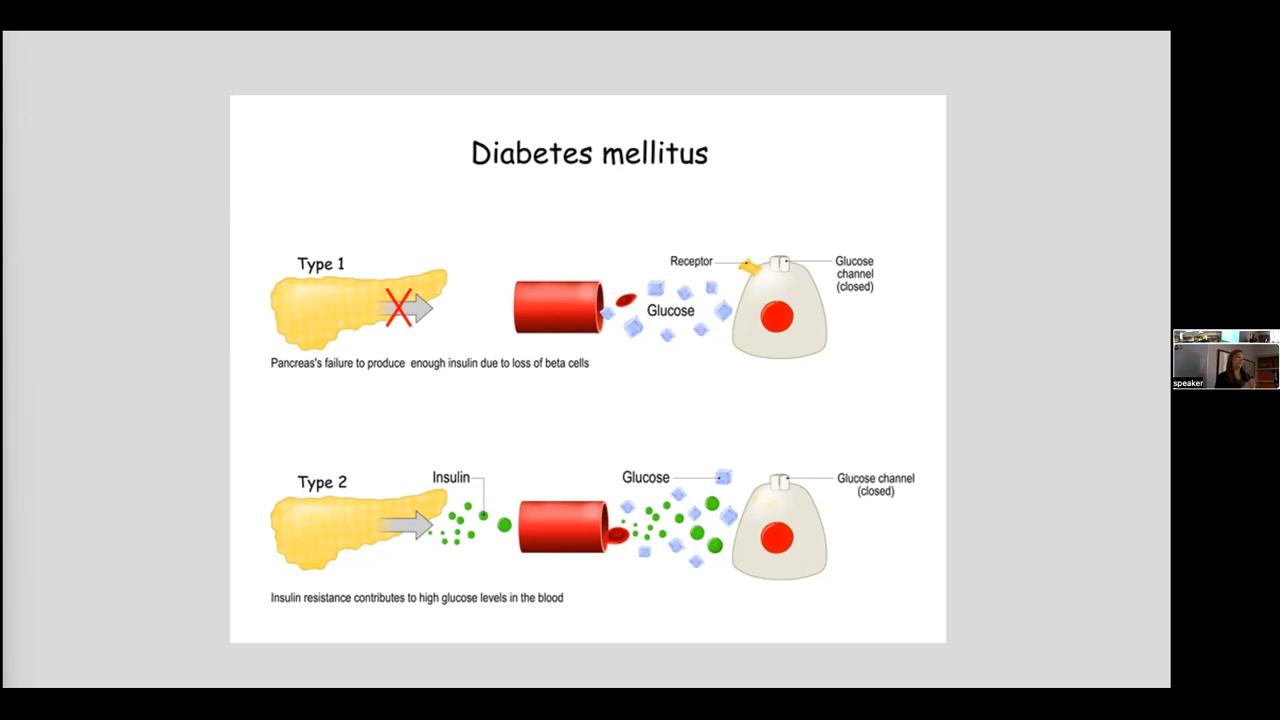 Diabetes mellitus
Type 1
Receptor
Glucose
channel
(closed)
Glucose
Pancreas's failure to produce enough insulin due to loss of beta cells
Type 2
Insulin
Glucose
Glucose channel
(closed)
Insulin resistance contributes to high glucose levels in the blood
speaker